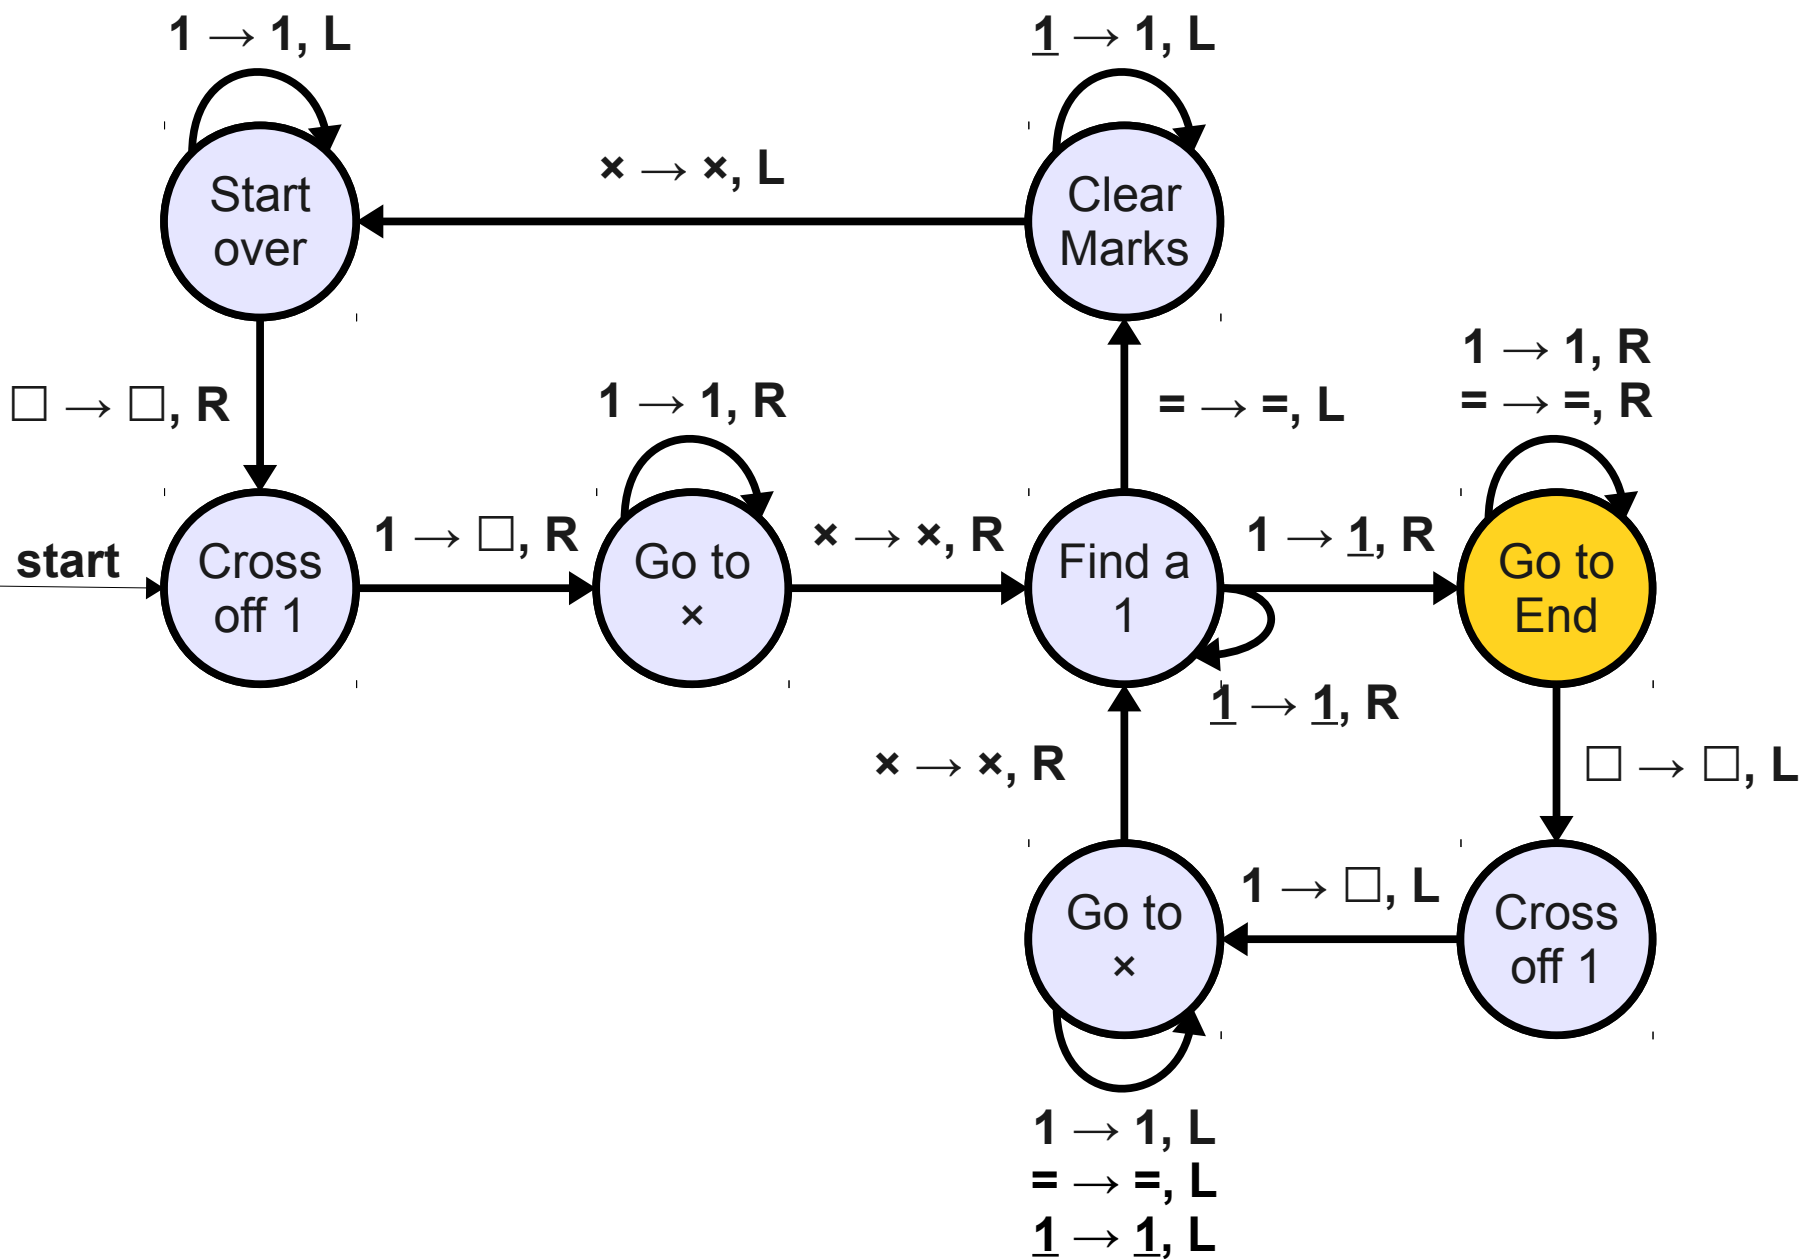 1 → 1, L
1 → 1, L
× → ×, L
Start
over
Clear
Marks
1 → 1, R
= → =, R
□ → □, R
1 → 1, R
= → =, L
start
Cross
off 1
1 → □, R
Go to
×
× → ×, R
Find a
1
1 → 1, R
Go to
End
1 → 1, R
× → ×, R
□ → □, L
Go to
×
1 → □, L
Cross
off 1
1 → 1, L
= → =, L
1 → 1, L